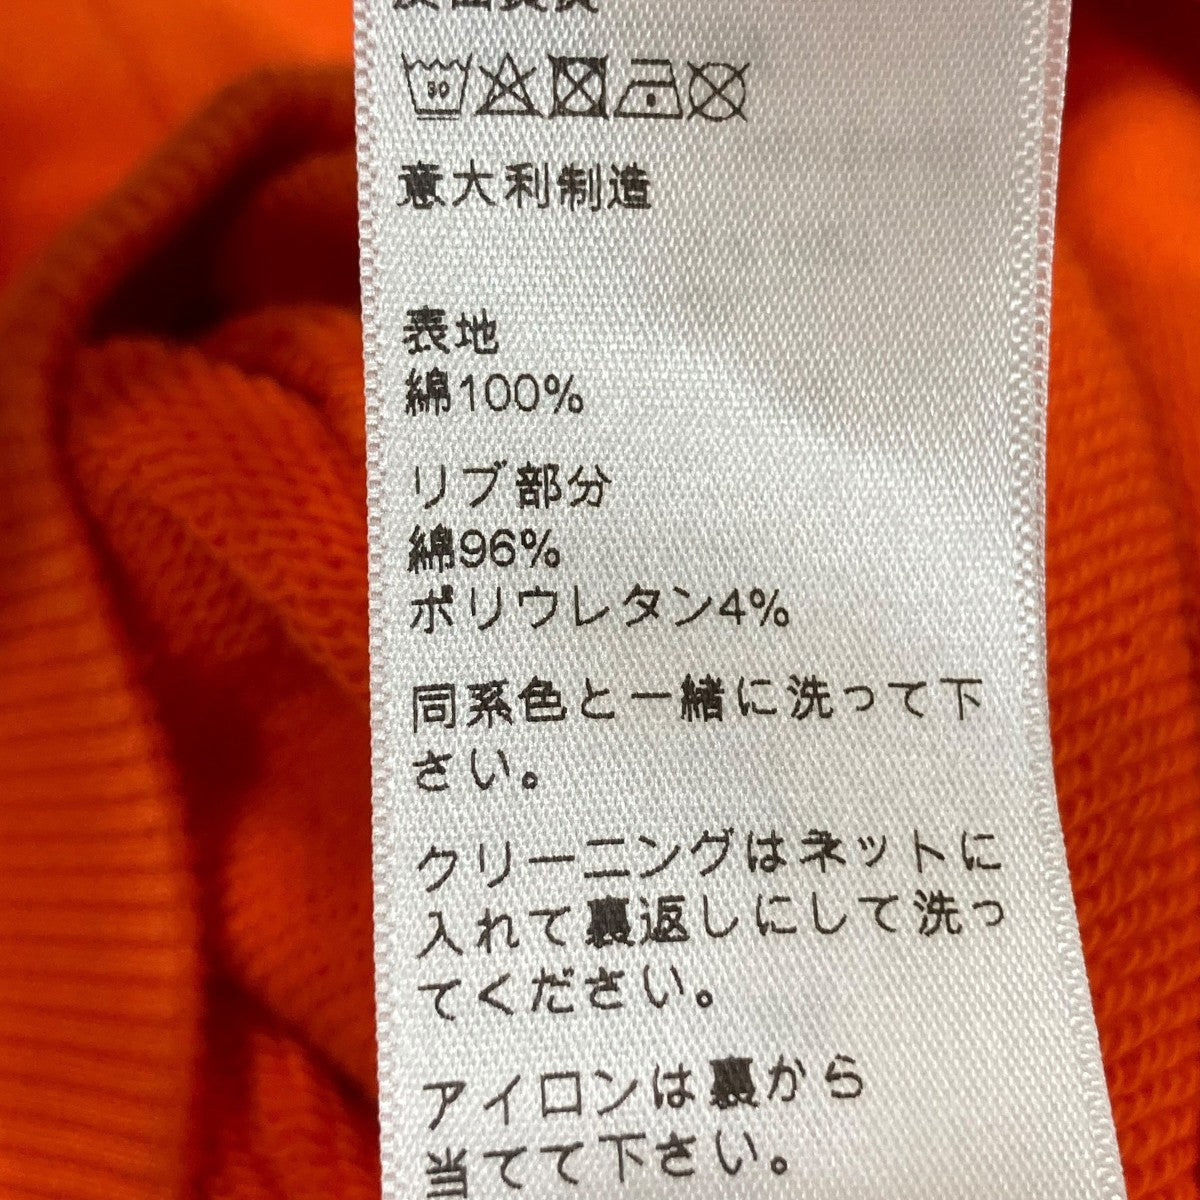 30
意大利制造
表地
綿100%
リブ部分
綿96%
ポリウレタン4%
同系色と一緒に洗って下
さい。
クリーニングはネットに
入れて裏返しにして洗っ
てください。
アイロンは裏から
当てて下さい。